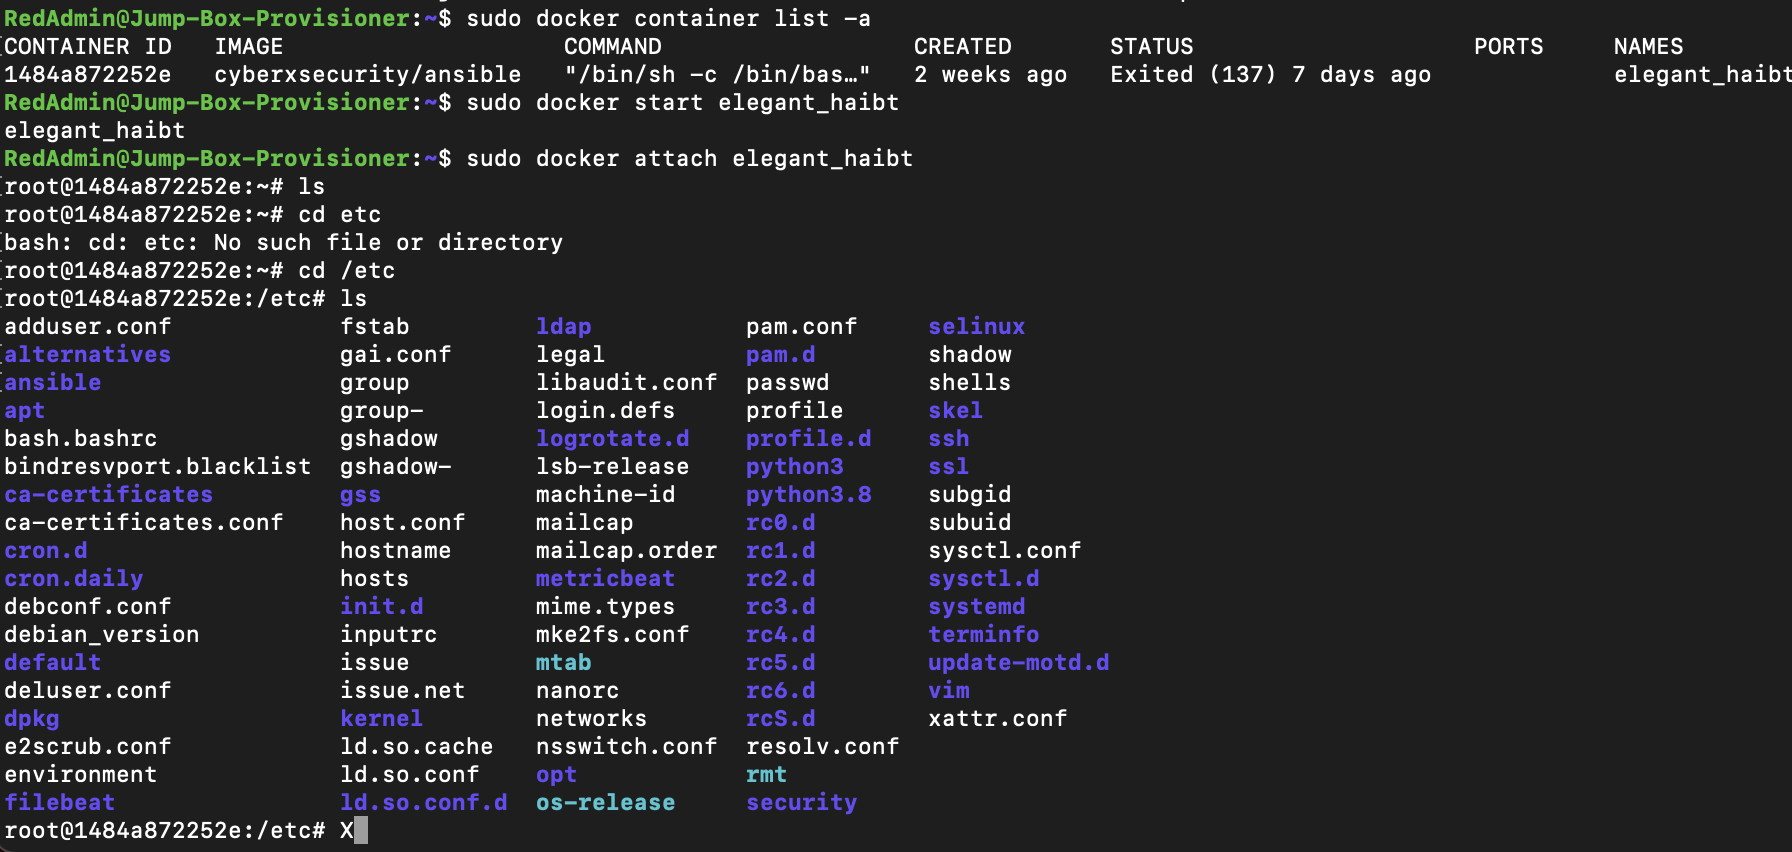 RedAdmin@Jump-Box-Provisioner:~$ sudo docker container list -a
CONTAINER ID   IMAGE                    COMMAND                  CREATED       STATUS                     PORTS     NAMES
1484a872252e   cyberxsecurity/ansible   "/bin/sh -c /bin/bas…"   2 weeks ago   Exited (137) 7 days ago             elegant_haibt
RedAdmin@Jump-Box-Provisioner:~$ sudo docker start elegant_haibt
elegant_haibt
RedAdmin@Jump-Box-Provisioner:~$ sudo docker attach elegant_haibt
root@1484a872252e:~# ls
root@1484a872252e:~# cd etc
bash: cd: etc: No such file or directory
root@1484a872252e:~# cd /etc
root@1484a872252e:/etc# ls
adduser.conf            fstab         ldap           pam.conf     selinux
alternatives            gai.conf      legal          pam.d        shadow
ansible                 group         libaudit.conf  passwd       shells
apt                     group-        login.defs     profile      skel
bash.bashrc             gshadow       logrotate.d    profile.d    ssh
bindresvport.blacklist  gshadow-      lsb-release    python3      ssl
ca-certificates         gss           machine-id     python3.8    subgid
ca-certificates.conf    host.conf     mailcap        rc0.d        subuid
cron.d                  hostname      mailcap.order  rc1.d        sysctl.conf
cron.daily              hosts         metricbeat     rc2.d        sysctl.d
debconf.conf            init.d        mime.types     rc3.d        systemd
debian_version          inputrc       mke2fs.conf    rc4.d        terminfo
default                 issue         mtab           rc5.d        update-motd.d
deluser.conf            issue.net     nanorc         rc6.d        vim
dpkg                    kernel        networks       rcS.d        xattr.conf
e2scrub.conf            ld.so.cache   nsswitch.conf  resolv.conf
environment             ld.so.conf    opt            rmt
filebeat                ld.so.conf.d  os-release     security
root@1484a872252e:/etc# X